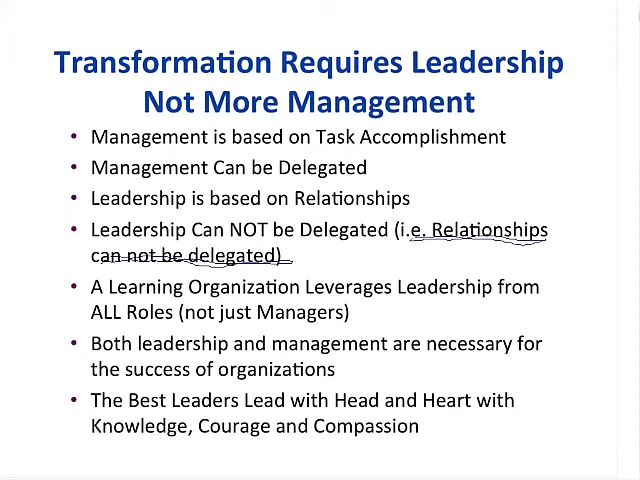 Transformation Requires Leadership
Not More Management
• Management is based on Task Accomplishment
• Management Can be Delegated
• Leadership is based on Relationships
• Leadership Can NOT be Delegated (i.e. Relationships
can not be delegated)
• A Learning Organization Leverages Leadership from
ALL Roles (not just Managers)
• Both leadership and management are necessary for
the success of organizations
• The Best Leaders Lead with Head and Heart with
Knowledge, Courage and Compassion